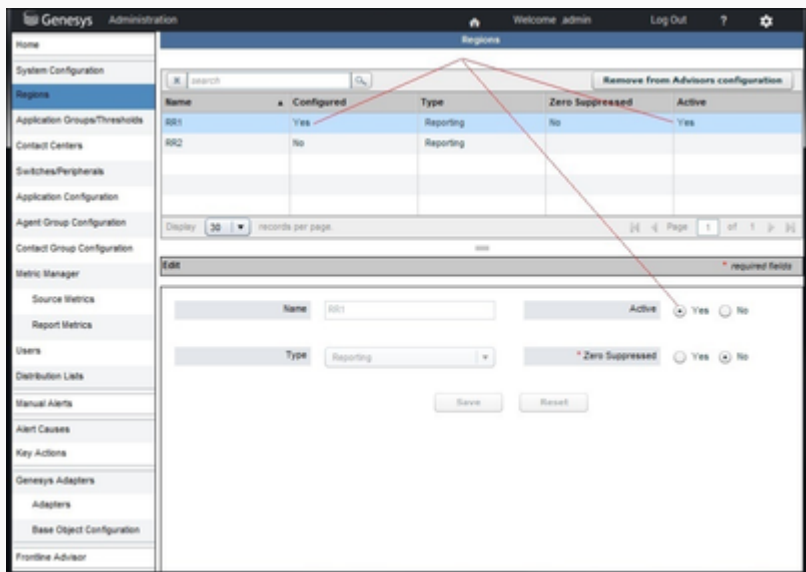 Genesys Administration Welcome admin Log Out ?
Home
System Configuration
Regions
Application Groups/Thresholds
Contact Centers
Switches/Peripherals
Application Configuration
Agent Group Configuration
Contact Group Configuration
Metric Manager
Source Metrics
Report Metrics
Users
Distribution Lists
Manual Alerts
Alert Causes
Key Actions
Genesys Adapters
Adapters
Base Object Configuration
Frontline Advisor
Regions
search Remove from Advisors configuration
Name Configured Type Zero Suppressed Active
RR1 Yes Reporting No Yes
RR2 No Reporting
Display 30 records per page. Page 1 of 1
Edit * required fields
Name RR1 Active Yes No
Type Reporting * Zero Suppressed Yes No
Save Reset